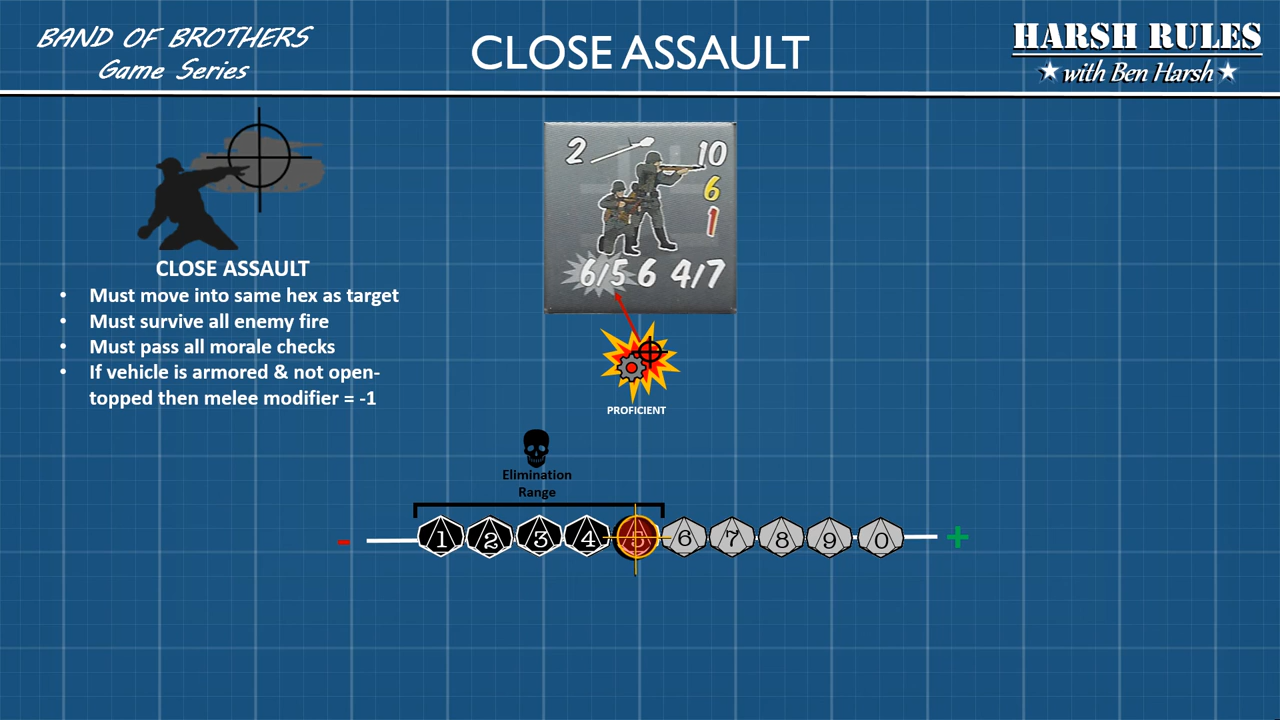 BAND OF BROTHERS
Game Series
CLOSE ASSAULT
HARSH RULES
with Ben Harsh
CLOSE ASSAULT
• Must move into same hex as target
• Must survive all enemy fire
• Must pass all morale checks
• If vehicle is armored & not open-
topped then melee modifier = -1
2 10
6
1
6/5 6 4/7
PROFICIENT
Elimination
Range
- 1 2 3 4 5 6 7 8 9 0 +